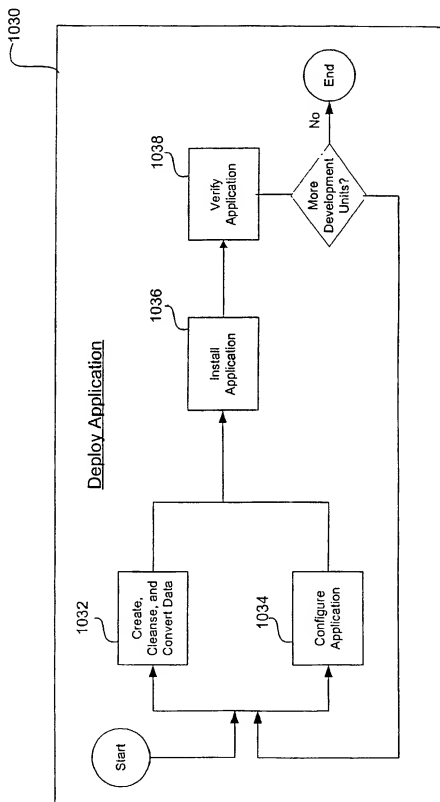 1030
Deploy Application
Start
1032
Create,
Cleanse, and
Convert Data
1034
Configure
Application
1036
Install
Application
1038
Verify
Application
More
Development
Units?
No
End